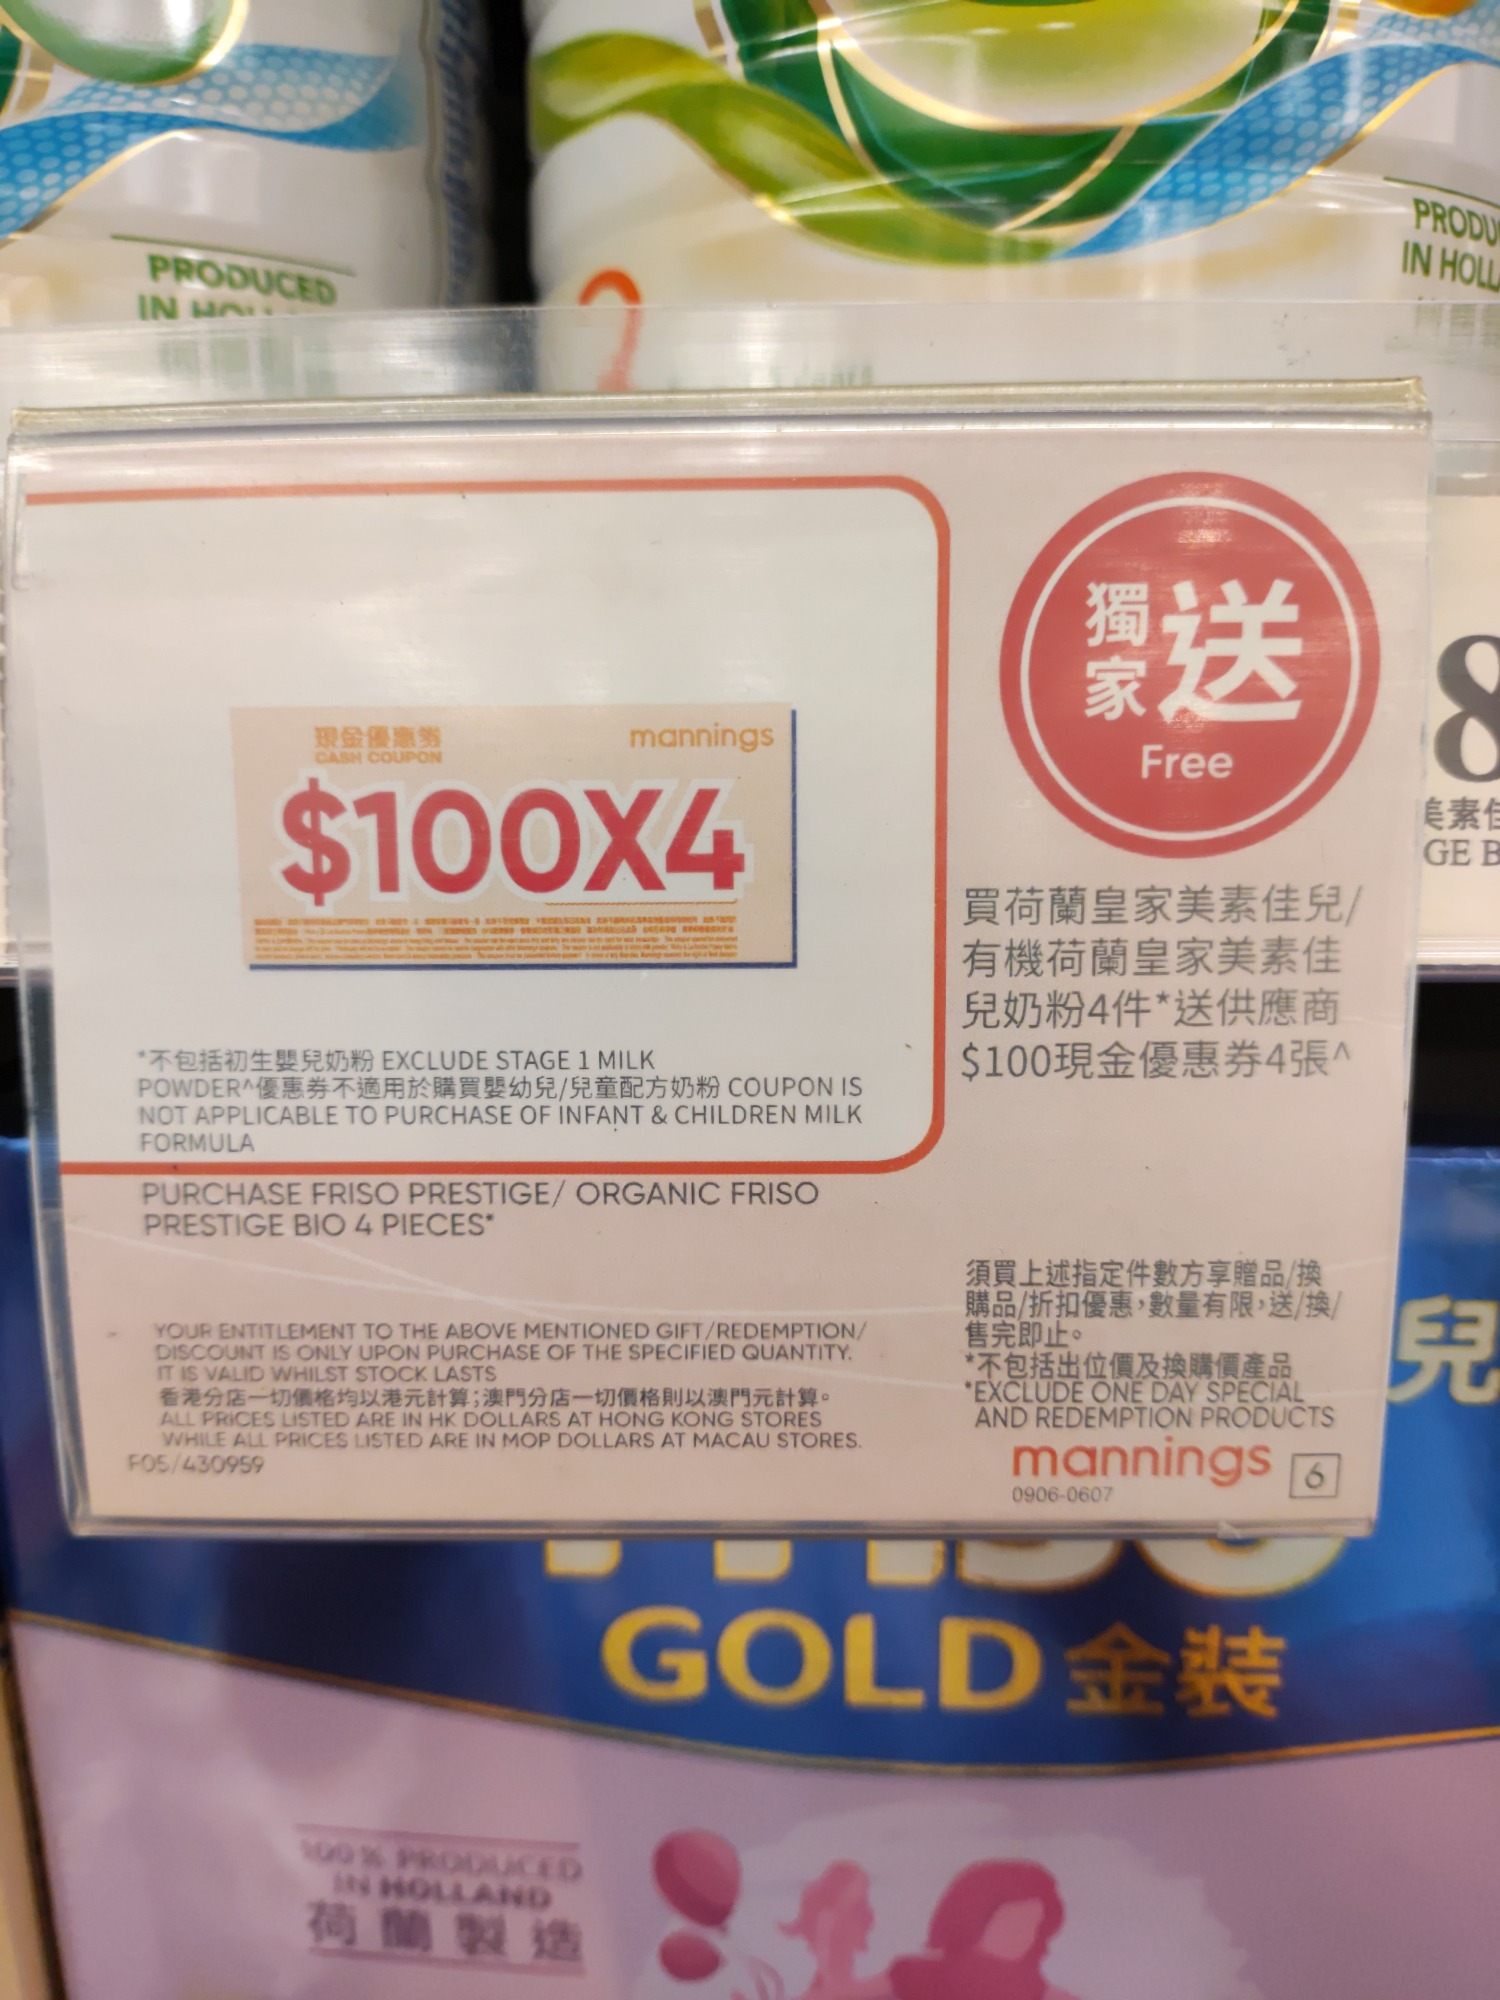 PRODUCED
IN HOLL
PRODU
IN HOLL
獨家
送
Free
現金優惠券
CASH COUPON
mannings
$100X4
買荷蘭皇家美素佳兒/
有機荷蘭皇家美素佳
兒奶粉4件*送供應商
$100現金優惠券4張^
*不包括初生嬰兒奶粉 EXCLUDE STAGE 1 MILK
POWDER^優惠券不適用於購買嬰幼兒/兒童配方奶粉 COUPON IS
NOT APPLICABLE TO PURCHASE OF INFANT & CHILDREN MILK
FORMULA
PURCHASE FRISO PRESTIGE/ ORGANIC FRISO
PRESTIGE BIO 4 PIECES*
YOUR ENTITLEMENT TO THE ABOVE MENTIONED GIFT/REDEMPTION/
DISCOUNT IS ONLY UPON PURCHASE OF THE SPECIFIED QUANTITY.
IT IS VALID WHILST STOCK LASTS
香港分店一切價格均以港元計算;澳門分店一切價格則以澳門元計算。
ALL PRICES LISTED ARE IN HK DOLLARS AT HONG KONG STORES
WHILE ALL PRICES LISTED ARE IN MOP DOLLARS AT MACAU STORES.
F05/430959
須買上述指定件數方享贈品/換
購品/折扣優惠,數量有限,送/換/
售完即止。
*不包括出位價及換購價產品
*EXCLUDE ONE DAY SPECIAL
AND REDEMPTION PRODUCTS
mannings
6
0906-0607
8
美素佳
GE B
兒
GOLD 金裝
100% PRODUCED
IN HOLLAND
荷蘭製造